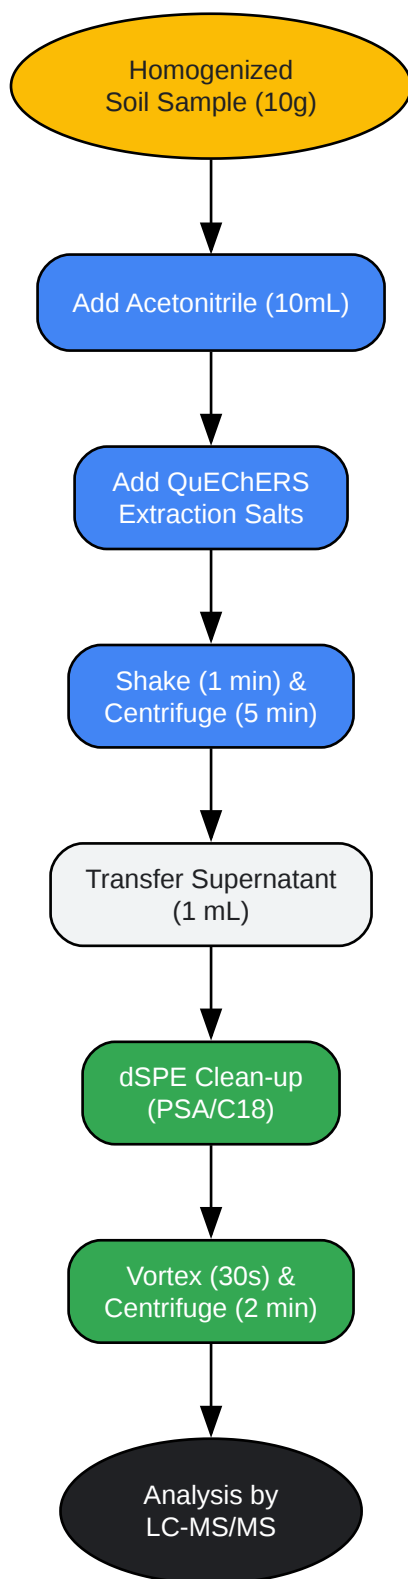 Homogenized
Soil Sample (10g)
Add Acetonitrile (10mL)
Add QuEChERS
Extraction Salts
Shake (1 min) &
Centrifuge (5 min)
Transfer Supernatant
(1 mL)
dSPE Clean-up
(PSA/C18)
Vortex (30s) &
Centrifuge (2 min)
Analysis by
LC-MS/MS